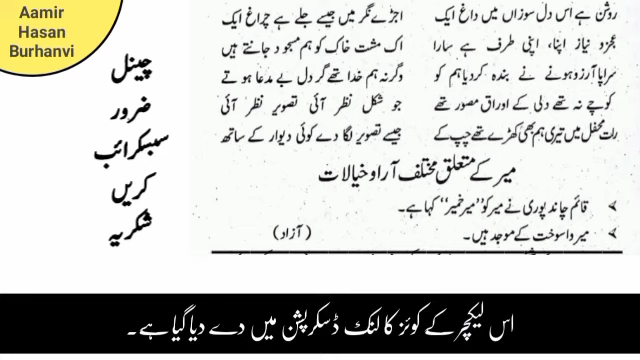 Aamir
Hasan
Burhanvi
چینل
ضرور
سبسکرائب
کریں
شکریہ
روشن ہے اس دل سوزاں میں داغ ایک
اجڑے نگر میں جیسے جلے ہے چراغ ایک
عجز و نیاز اپنا، اپنی طرف ہے سارا
اک مشت خاک کو ہم مسجود جانتے ہیں
سراپا آرزو ہونے نے بندہ کر دیا ہم کو
وگرنہ ہم خدا تھے گر دل بے مدعا ہوتے
کوچے نہ تھے دلی کے اوراق مصور تھے
جو شکل نظر آئی تصویر نظر آئی
رات محفل میں تیری ہم بھی کھڑے تھے چپ کے
جیسے تصویر لگا دے کوئی دیوار کے ساتھ
میر کے متعلق مختلف آرا و خیالات
قائم چاند پوری نے میر کو ''میر خمیر'' کہا ہے۔
میر واسوخت کے موجد ہیں۔ (آزاد)
اس لیکچر کے کوئز کا لنک ڈسکرپشن میں دے دیا گیا ہے۔